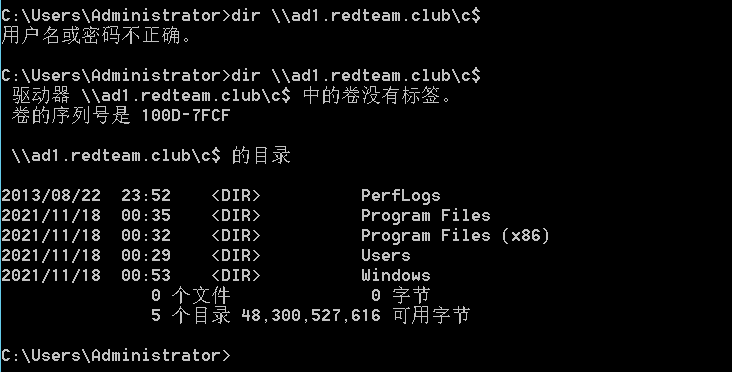 C:\Users\Administrator>dir \\ad1.redteam.club\c$
用户名或密码不正确。
C:\Users\Administrator>dir \\ad1.redteam.club\c$
 驱动器 \\ad1.redteam.club\c$ 中的卷没有标签。
 卷的序列号是 100D-7FCF
 \\ad1.redteam.club\c$ 的目录
2013/08/22  23:52    <DIR>          PerfLogs
2021/11/18  00:35    <DIR>          Program Files
2021/11/18  00:32    <DIR>          Program Files (x86)
2021/11/18  00:29    <DIR>          Users
2021/11/18  00:53    <DIR>          Windows
               0 个文件              0 字节
               5 个目录 48,300,527,616 可用字节
C:\Users\Administrator>